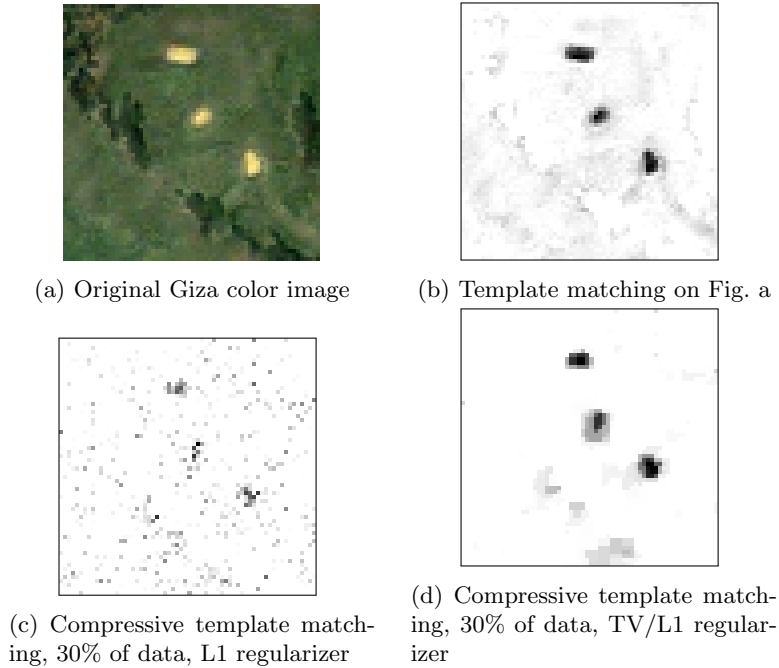 (a) Original Giza color image
(b) Template matching on Fig. a
(c) Compressive template match-
ing, 30% of data, L1 regularizer
(d) Compressive template match-
ing, 30% of data, TV/L1 regular-
izer